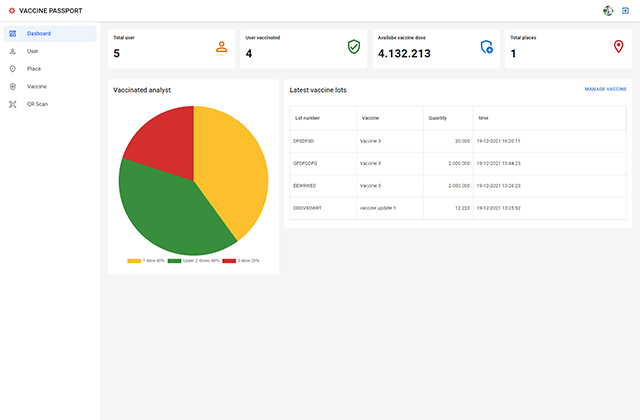 VACCINE PASSPORT
Dasboard
User
Place
Vaccine
QR Scan
Total user
5
User vaccinated
4
Availabe vaccine dose
4.132.213
Total places
1
Vaccinated analyst
1 dose 40%
Upper 2 doses 40%
0 dose 20%
Latest vaccine lots
MANAGE VACCINE
Lot number Vaccine Quantity time
DFSDFSD Vaccine 3 20.000 19-12-2021 16:20:11
Vaccine 3 2.000.000 19-12-2021 13:44:23
EEWRWED Vaccine 3 2.000.000 19-12-2021 13:26:23
DDDVXDWRT vaccine update 1 12.222 19-12-2021 13:25:52